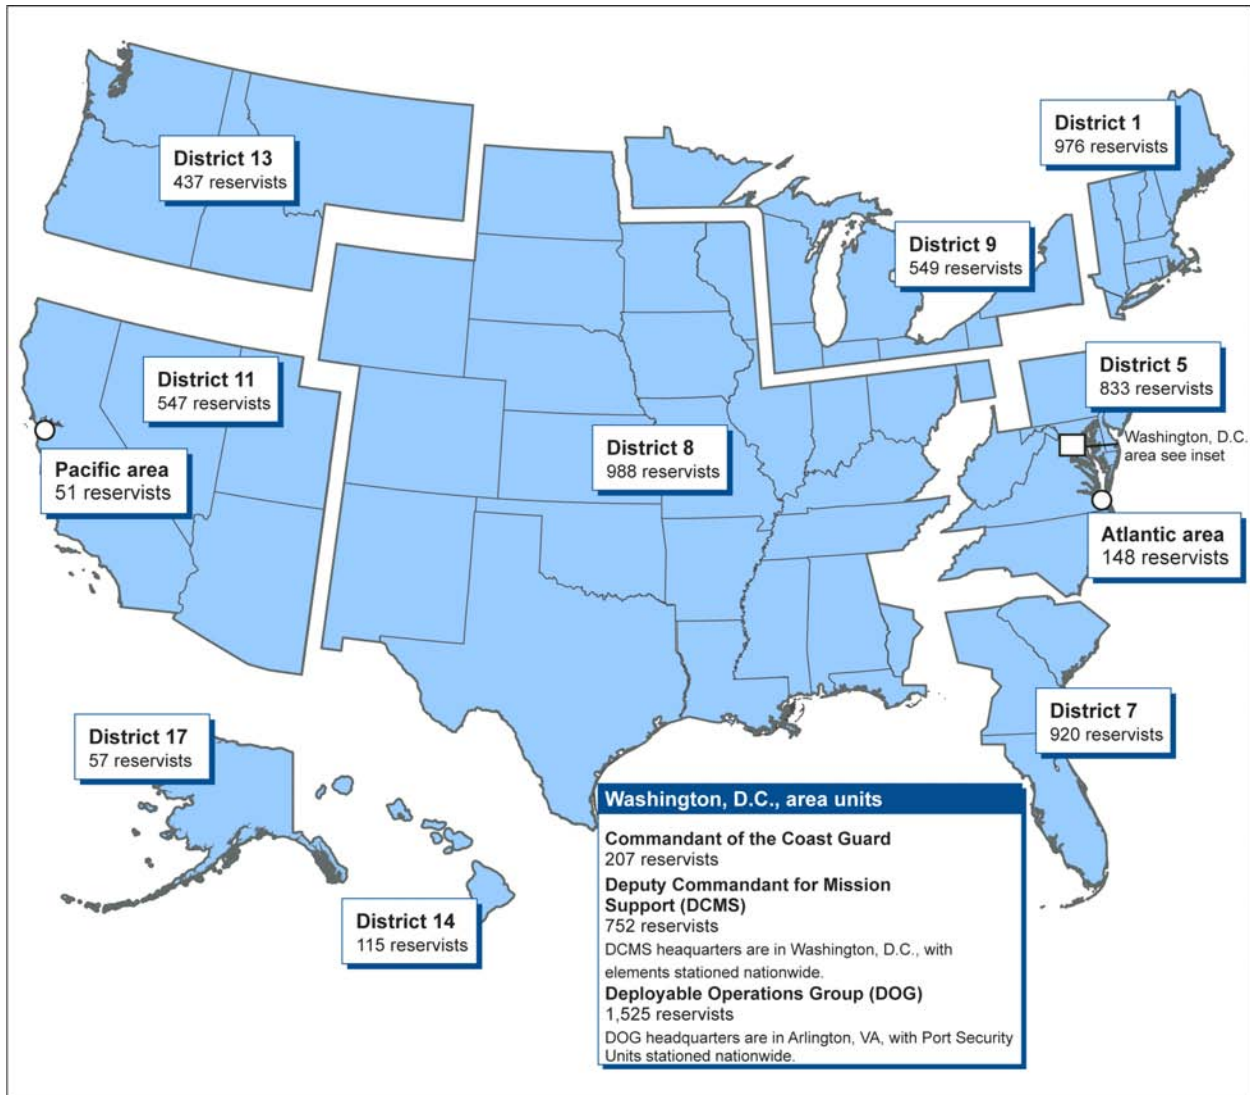 District 1
976 reservists
District 13
437 reservists
District 9
549 reservists
District 5
833 reservists
District 11
547 reservists
Washington, D.C.
area see inset
District 8
988 reservists
Pacific area
51 reservists
Atlantic area
148 reservists
District 7
920 reservists
District 17
57 reservists
District 14
115 reservists
Washington, D.C., area units
Commandant of the Coast Guard
207 reservists
Deputy Commandant for Mission
Support (DCMS)
752 reservists
DCMS heaquarters are in Washington, D.C., with
elements stationed nationwide.
Deployable Operations Group (DOG)
1,525 reservists
DOG headquarters are in Arlington, VA, with Port Security
Units stationed nationwide.